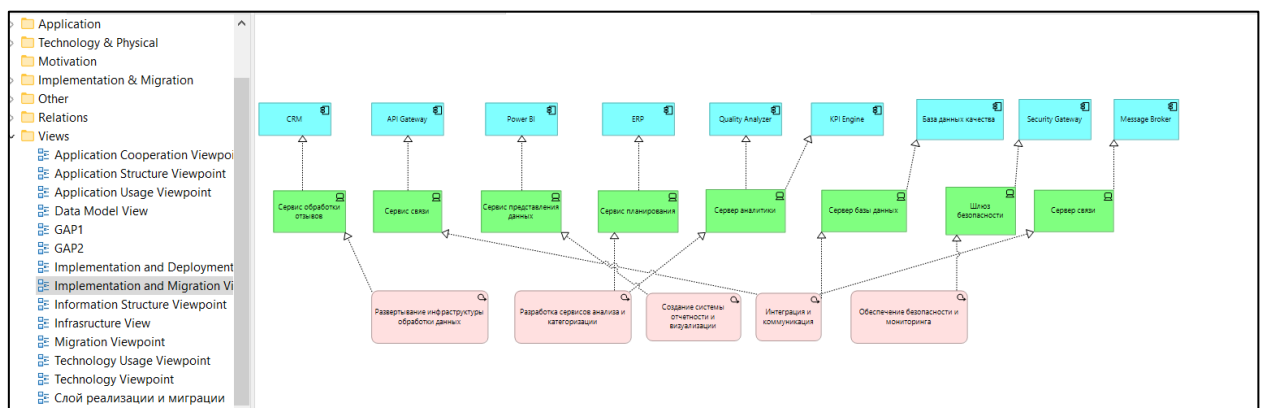 Application
Technology & Physical
Motivation
Implementation & Migration
Other
Relations
Views
Application Cooperation Viewpoi
Application Structure Viewpoint
Application Usage Viewpoint
Data Model View
GAP1
GAP2
Implementation and Deployment
Implementation and Migration Vi
Information Structure Viewpoint
Infrasructure View
Migration Viewpoint
Technology Usage Viewpoint
Technology Viewpoint
Слой реализации и миграции
CRM
API Gateway
Power BI
ERP
Quality Analyzer
KPI Engine
База данных качества
Security Gateway
Message Broker
Сервис обработки
отзывов
Сервис связи
Сервис представления
данных
Сервис планирования
Сервер аналитики
Сервер базы данных
Шлюз
безопасности
Сервер связи
Развертывание инфраструктуры
обработки данных
Разработка сервисов анализа и
категоризации
Создание системы
отчетности и
визуализации
Интеграция и
коммуникация
Обеспечение безопасности и
мониторинга